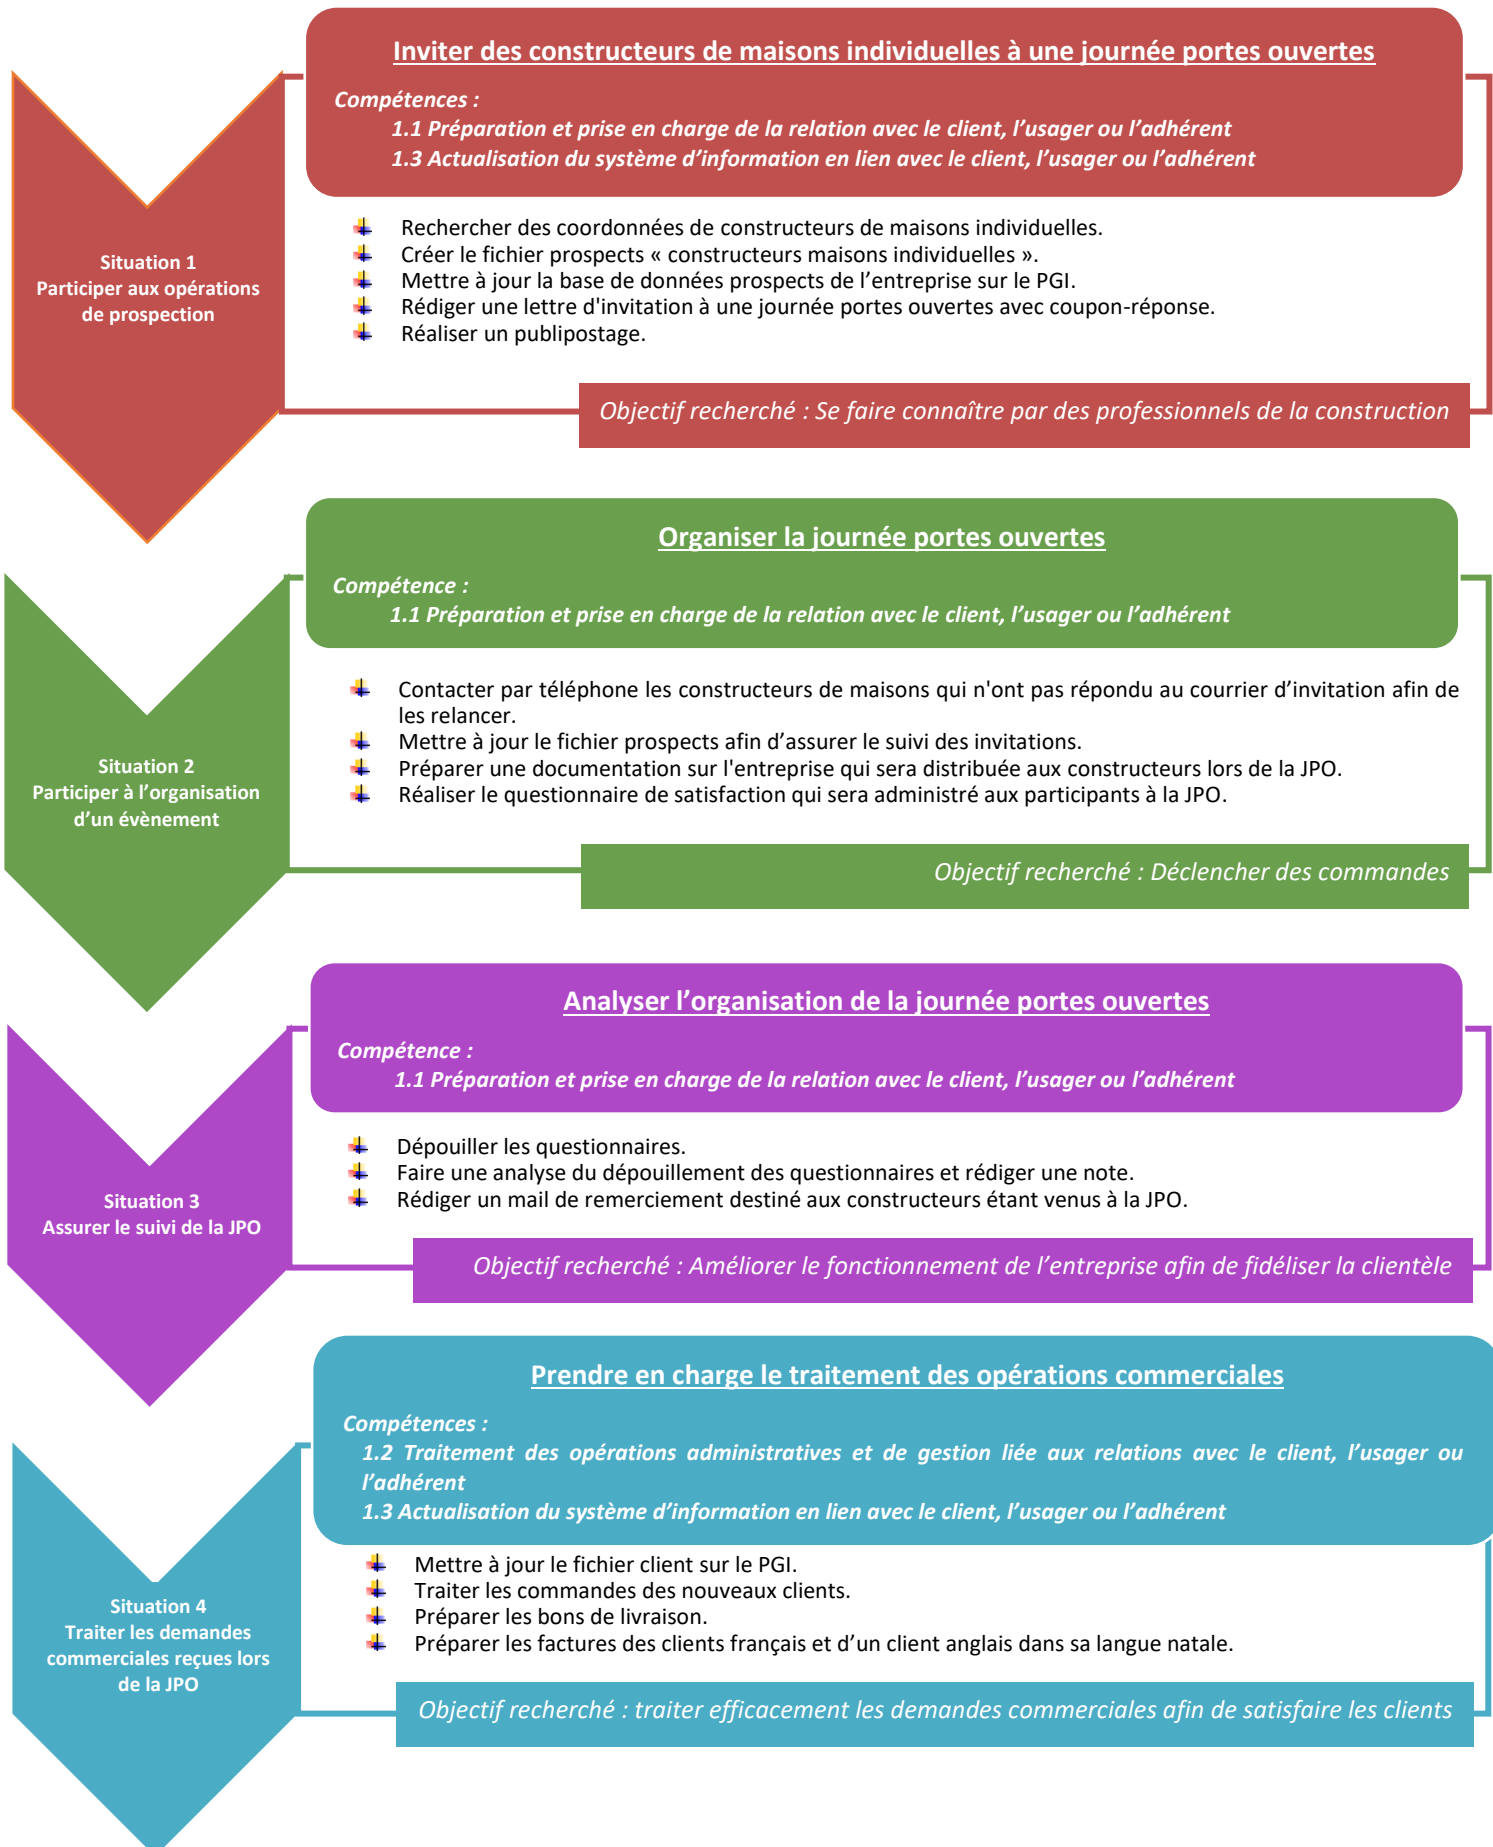 Inviter des constructeurs de maisons individuelles à une journée portes ouvertes
Compétences :
1.1 Préparation et prise en charge de la relation avec le client, l’usager ou l’adhérent
1.3 Actualisation du système d’information en lien avec le client, l’usager ou l’adhérent
Situation 1
Participer aux opérations
de prospection
Rechercher des coordonnées de constructeurs de maisons individuelles.
Créer le fichier prospects « constructeurs maisons individuelles ».
Mettre à jour la base de données prospects de l’entreprise sur le PGI.
Rédiger une lettre d'invitation à une journée portes ouvertes avec coupon-réponse.
Réaliser un publipostage.
Objectif recherché : Se faire connaître par des professionnels de la construction
Organiser la journée portes ouvertes
Compétence :
1.1 Préparation et prise en charge de la relation avec le client, l’usager ou l’adhérent
Situation 2
Participer à l’organisation
d’un évènement
Contacter par téléphone les constructeurs de maisons qui n'ont pas répondu au courrier d’invitation afin de
les relancer.
Mettre à jour le fichier prospects afin d’assurer le suivi des invitations.
Préparer une documentation sur l'entreprise qui sera distribuée aux constructeurs lors de la JPO.
Réaliser le questionnaire de satisfaction qui sera administré aux participants à la JPO.
Objectif recherché : Déclencher des commandes
Analyser l’organisation de la journée portes ouvertes
Compétence :
1.1 Préparation et prise en charge de la relation avec le client, l’usager ou l’adhérent
Situation 3
Assurer le suivi de la JPO
Dépouiller les questionnaires.
Faire une analyse du dépouillement des questionnaires et rédiger une note.
Rédiger un mail de remerciement destiné aux constructeurs étant venus à la JPO.
Objectif recherché : Améliorer le fonctionnement de l’entreprise afin de fidéliser la clientèle
Prendre en charge le traitement des opérations commerciales
Compétences :
1.2 Traitement des opérations administratives et de gestion liée aux relations avec le client, l’usager ou
l’adhérent
1.3 Actualisation du système d’information en lien avec le client, l’usager ou l’adhérent
Situation 4
Traiter les demandes
commerciales reçues lors
de la JPO
Mettre à jour le fichier client sur le PGI.
Traiter les commandes des nouveaux clients.
Préparer les bons de livraison.
Préparer les factures des clients français et d’un client anglais dans sa langue natale.
Objectif recherché : traiter efficacement les demandes commerciales afin de satisfaire les clients